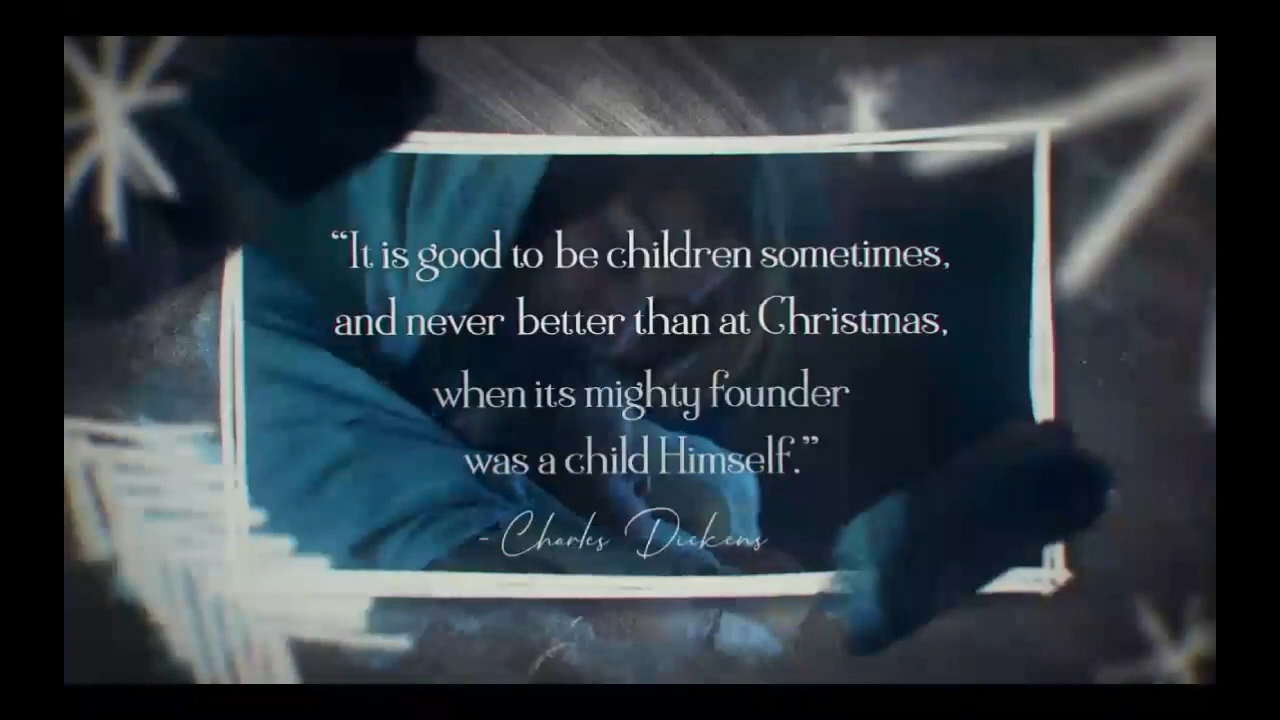 “It is good to be children sometimes,
and never better than at Christmas,
when its mighty founder
was a child Himself.”
- Charles Dickens